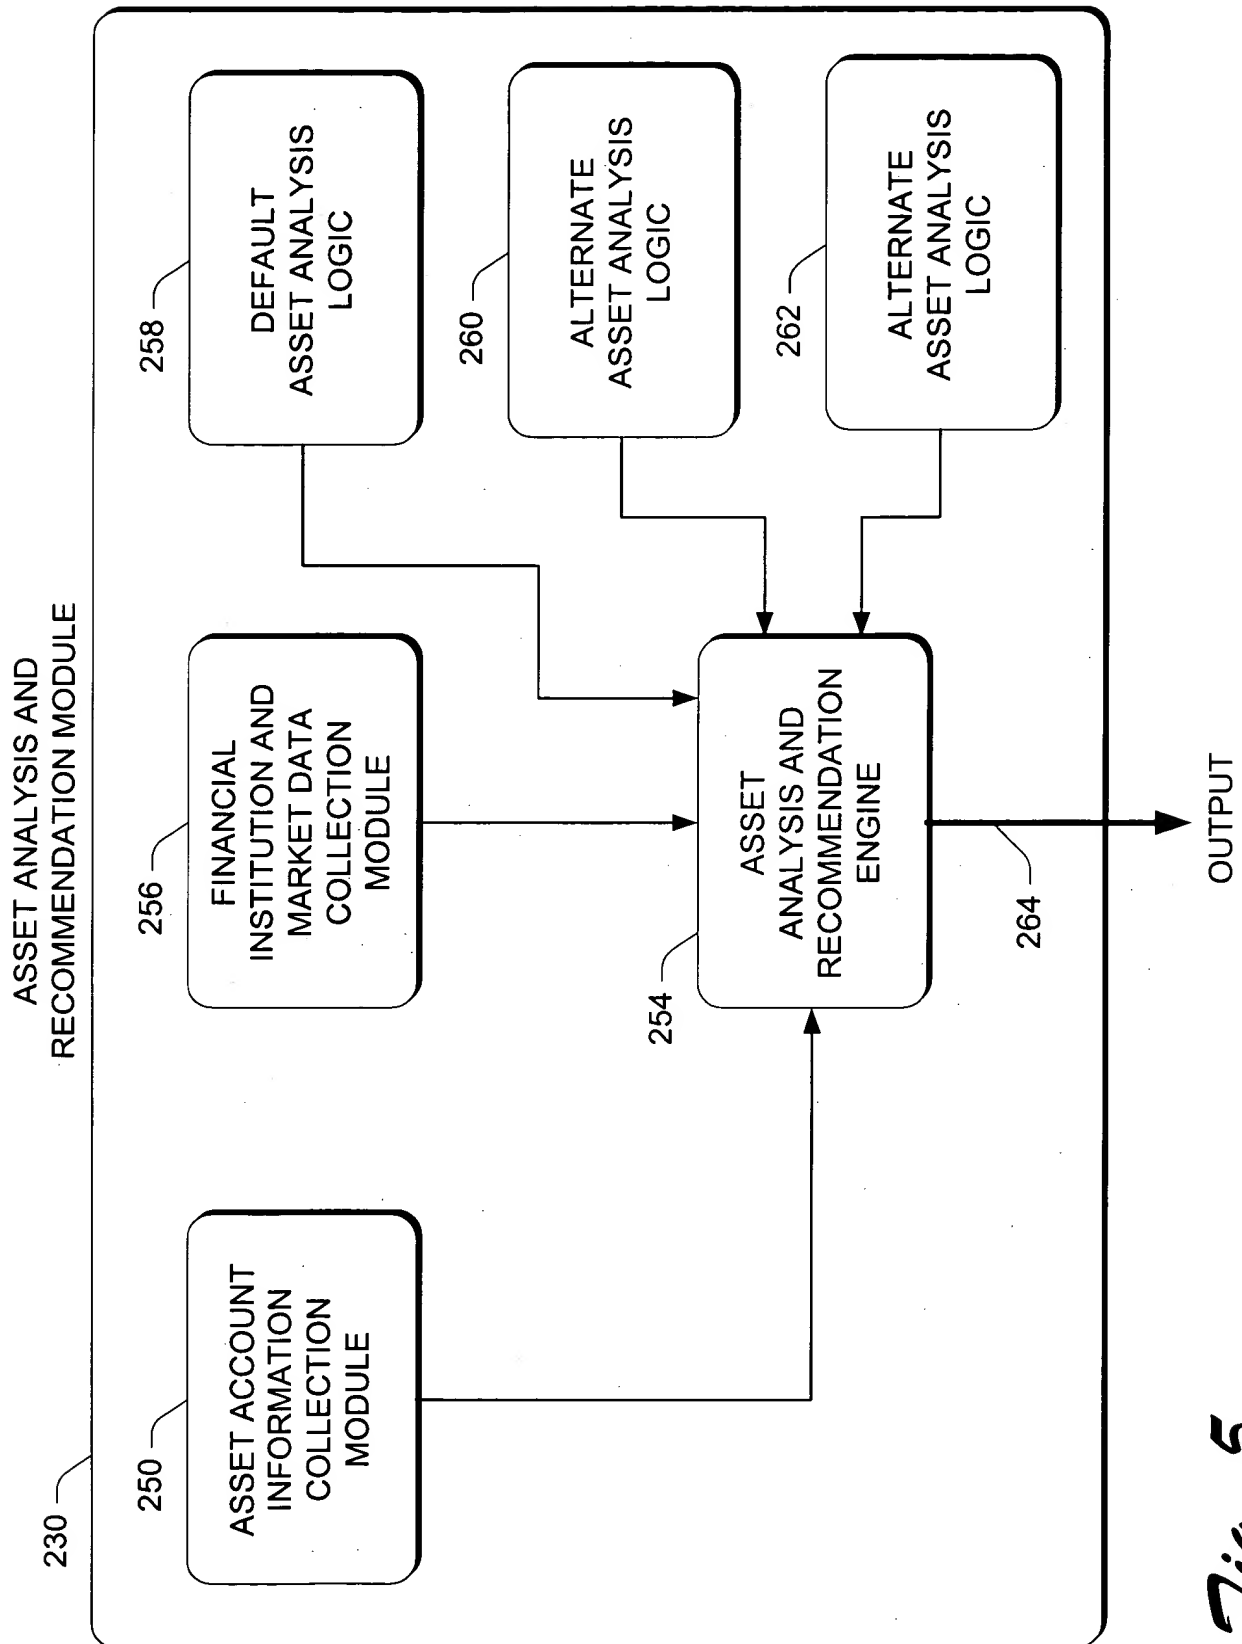 ASSET ANALYSIS AND
RECOMMENDATION MODULE
230
250
ASSET ACCOUNT
INFORMATION
COLLECTION
MODULE
256
FINANCIAL
INSTITUTION AND
MARKET DATA
COLLECTION
MODULE
258
DEFAULT
ASSET ANALYSIS
LOGIC
260
ALTERNATE
ASSET ANALYSIS
LOGIC
262
ALTERNATE
ASSET ANALYSIS
LOGIC
254
ASSET
ANALYSIS AND
RECOMMENDATION
ENGINE
264
OUTPUT
Fig. 5